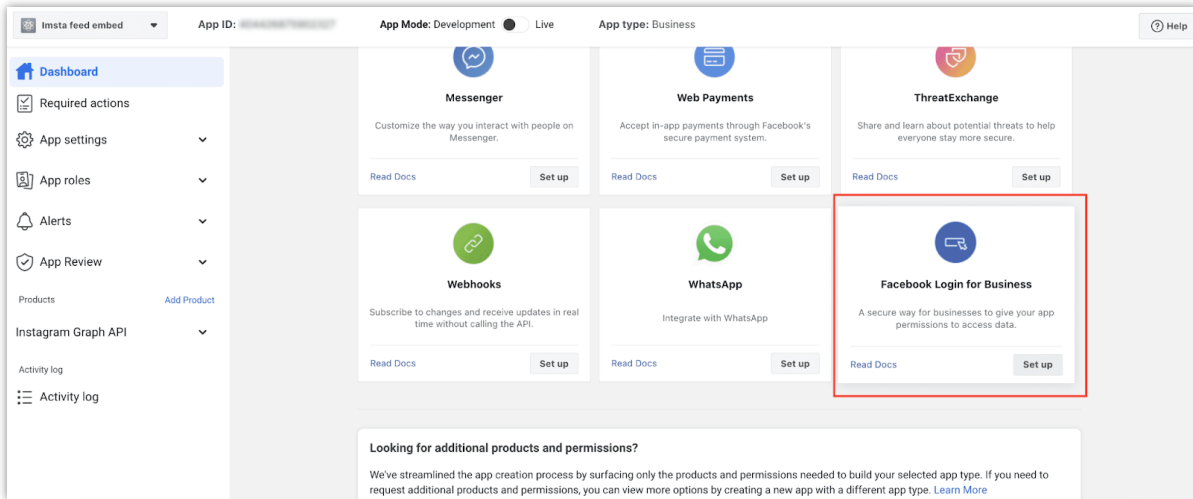 Imsta feed embed
App ID:
App Mode: Development
Live
App type: Business
Help
Dashboard
Required actions
App settings
App roles
Alerts
App Review
Products
Add Product
Instagram Graph API
Activity log
Activity log
Messenger
Customize the way you interact with people on
Messenger.
Read Docs
Set up
Web Payments
Accept in-app payments through Facebook's
secure payment system.
Read Docs
Set up
ThreatExchange
Share and learn about potential threats to help
everyone stay more secure.
Read Docs
Set up
Webhooks
Subscribe to changes and receive updates in real
time without calling the API.
Read Docs
Set up
WhatsApp
Integrate with WhatsApp
Read Docs
Set up
Facebook Login for Business
A secure way for businesses to give your app
permissions to access data.
Read Docs
Set up
Looking for additional products and permissions?
We've streamlined the app creation process by surfacing only the products and permissions needed to build your selected app type. If you need to
request additional products and permissions, you can view more options by creating a new app with a different app type. Learn More